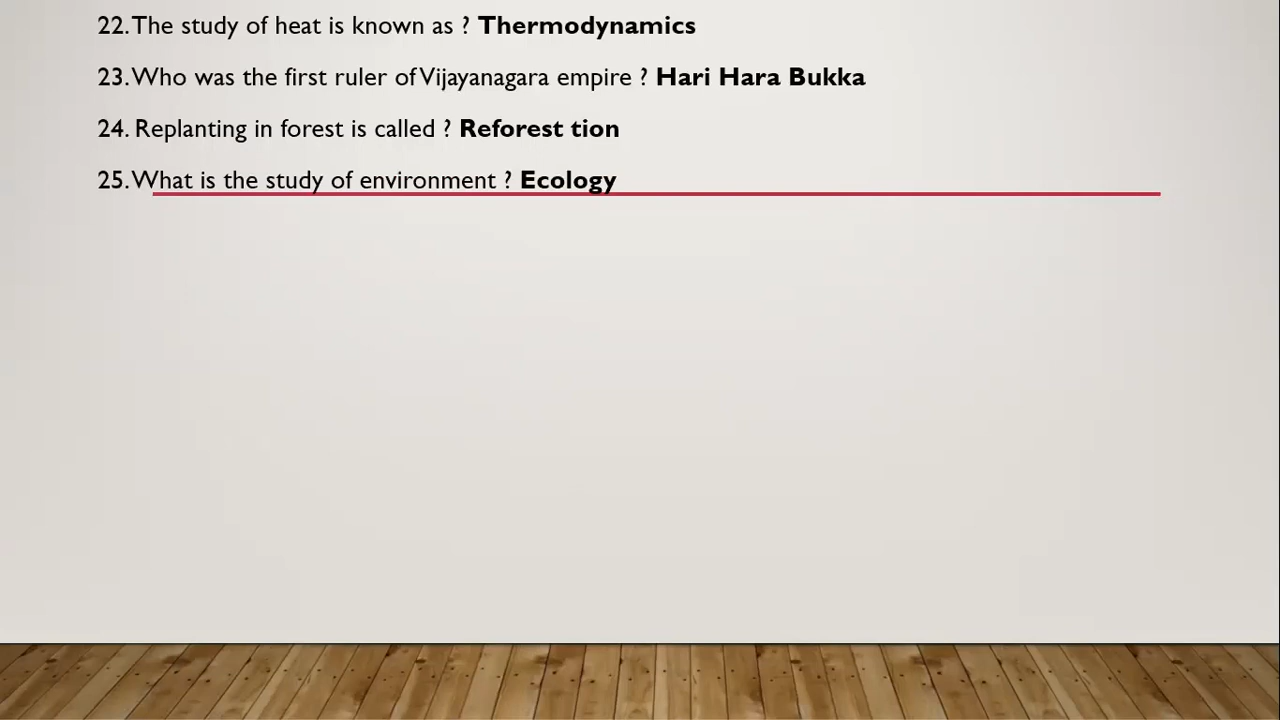 22. The study of heat is known as ? Thermodynamics
23. Who was the first ruler of Vijayanagara empire ? Hari Hara Bukka
24. Replanting in forest is called ? Reforest tion
25. What is the study of environment ? Ecology